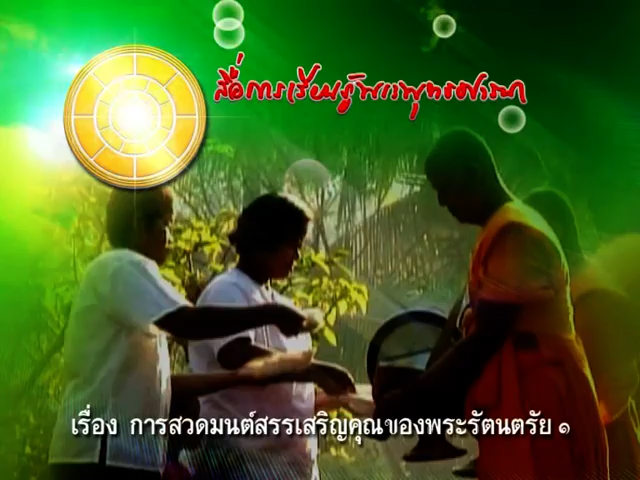 สื่อการเรียนรู้พระพุทธศาสนา
เรื่อง การสวดมนต์สรรเสริญคุณของพระรัตนตรัย ๑